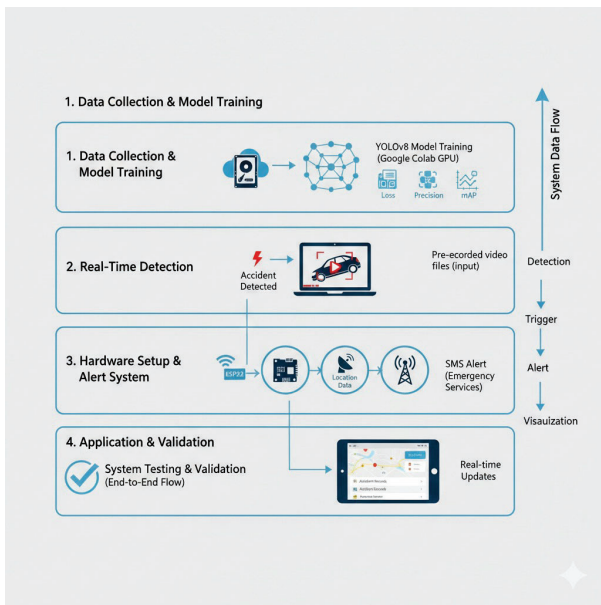 1. Data Collection & Model Training
1. Data Collection &
Model Training
YOLOv8 Model Training
(Google Colab GPU)
Loss
Precision
mAP
System Data Flow
2. Real-Time Detection
Accident
Detected
Pre-ecorded video
files (input)
Detection
Trigger
3. Hardware Setup &
Alert System
Location
Data
SMS Alert
(Emergency
Services)
Alert
Visauization
4. Application & Validation
System Testing & Validation
(End-to-End Flow)
Real-time
Updates